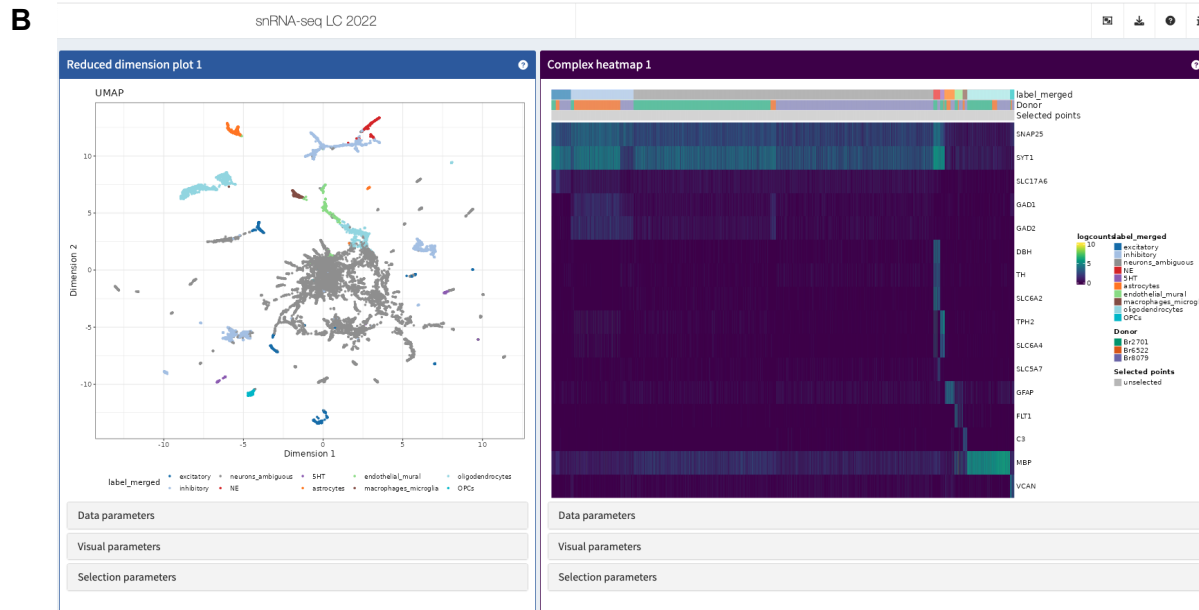 B
snRNA-seq LC 2022
Reduced dimension plot 1
UMAP
10
5
0
-5
-10
-10
-5
0
5
10
Dimension 2
Dimension 1
label_merged
excitatory
neurons_ambiguous
5HT
endothelial_mural
oligodendrocytes
inhibitory
NE
astrocytes
macrophages_microglia
OPCs
Data parameters
Visual parameters
Selection parameters
Complex heatmap 1
label_merged
Donor
Selected points
SNAP25
SYT1
SLC17A6
GAD1
GAD2
DBH
TH
SLC6A2
TPH2
SLC6A4
SLC5A7
GFAP
FLT1
C3
MBP
VCAN
logcounts
10
5
0
label_merged
excitatory
inhibitory
neurons_ambiguous
NE
5HT
astrocytes
endothelial_mural
macrophages_microg
oligodendrocytes
OPCs
Donor
Br2701
Br6522
Br8079
Selected points
unselected
Data parameters
Visual parameters
Selection parameters